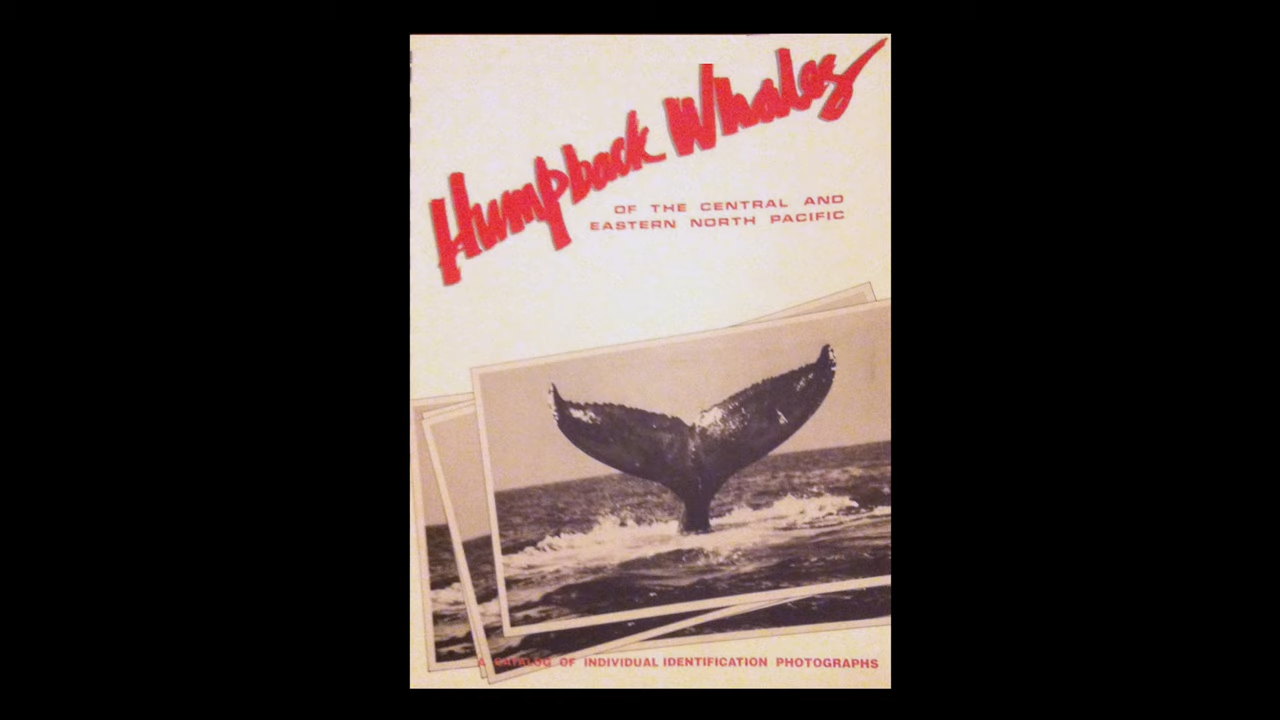 Humpback Whales
OF THE CENTRAL AND
EASTERN NORTH PACIFIC
A CATALOG OF INDIVIDUAL IDENTIFICATION PHOTOGRAPHS